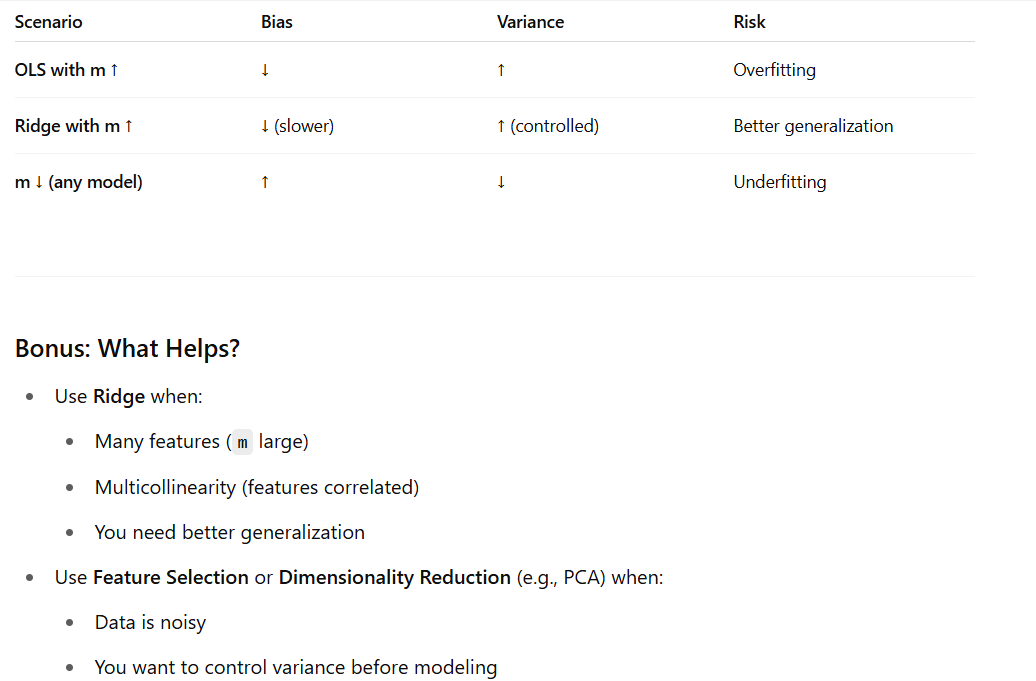 Scenario Bias Variance Risk
OLS with m ↑ ↓ ↑ Overfitting
Ridge with m ↑ ↓ (slower) ↑ (controlled) Better generalization
m ↓ (any model) ↑ ↓ Underfitting
Bonus: What Helps?
• Use Ridge when:
• Many features (m large)
• Multicollinearity (features correlated)
• You need better generalization
• Use Feature Selection or Dimensionality Reduction (e.g., PCA) when:
• Data is noisy
• You want to control variance before modeling